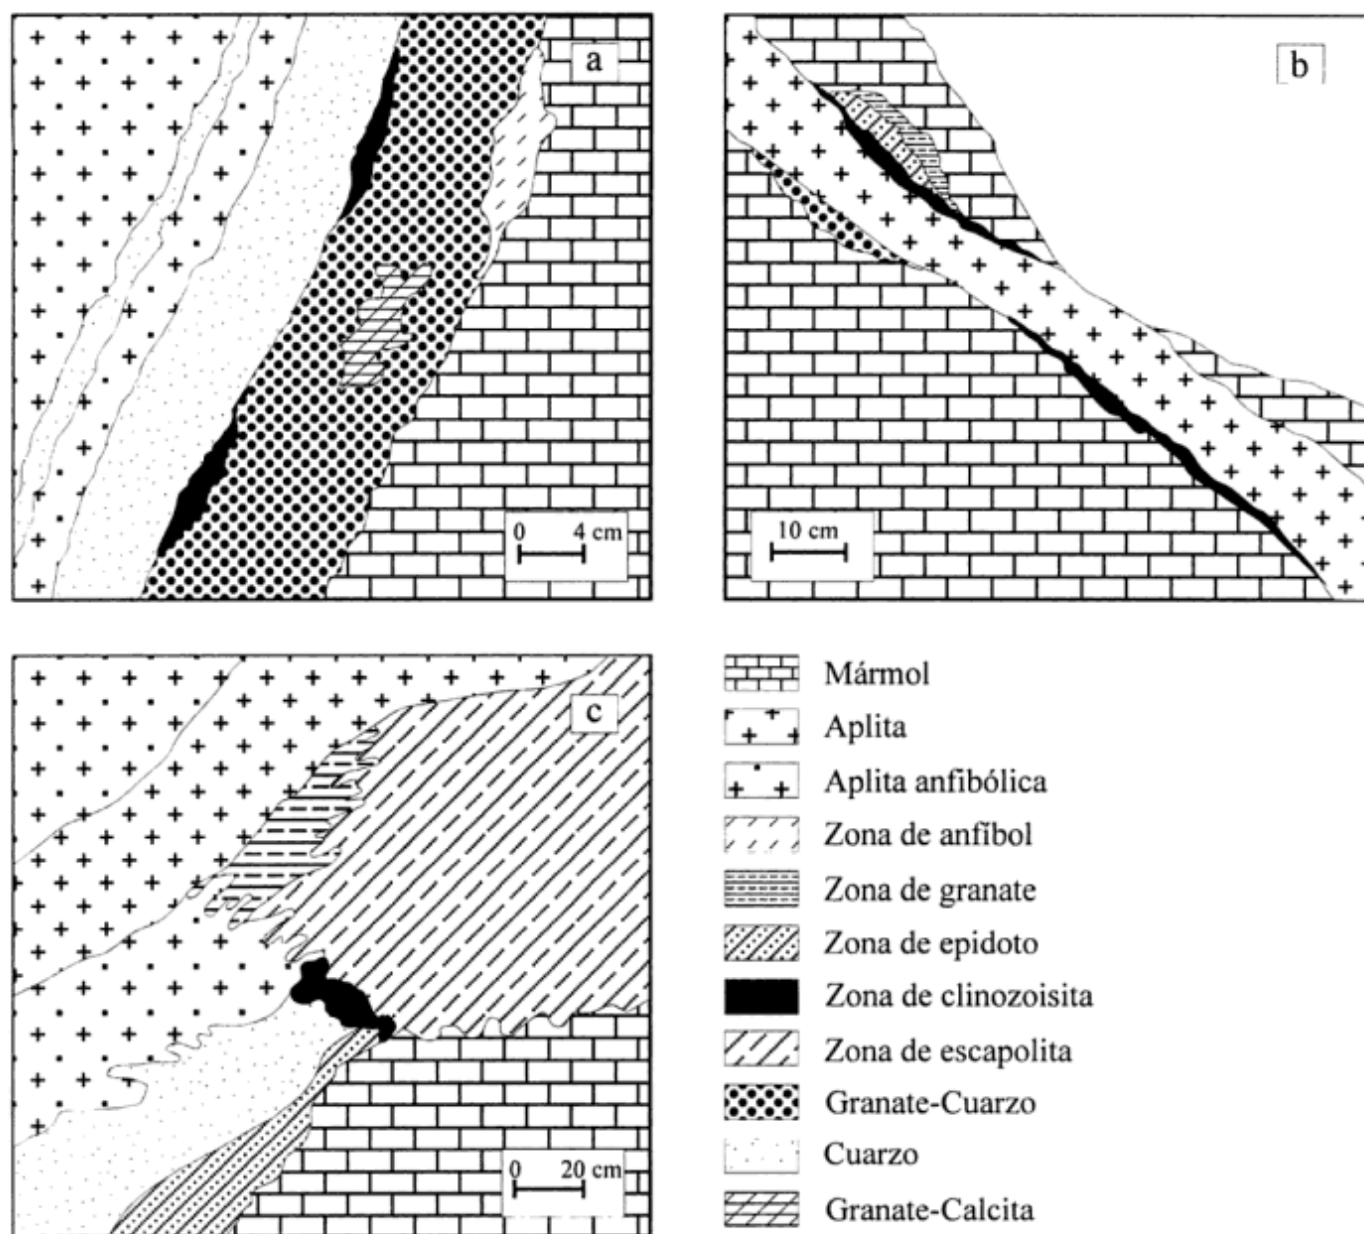 a
0 4 cm
b
10 cm
c
0 20 cm
Mármol
Aplita
Aplita anfibólica
Zona de anfíbol
Zona de granate
Zona de epidoto
Zona de clinozoisita
Zona de escapolita
Granate-Cuarzo
Cuarzo
Granate-Calcita